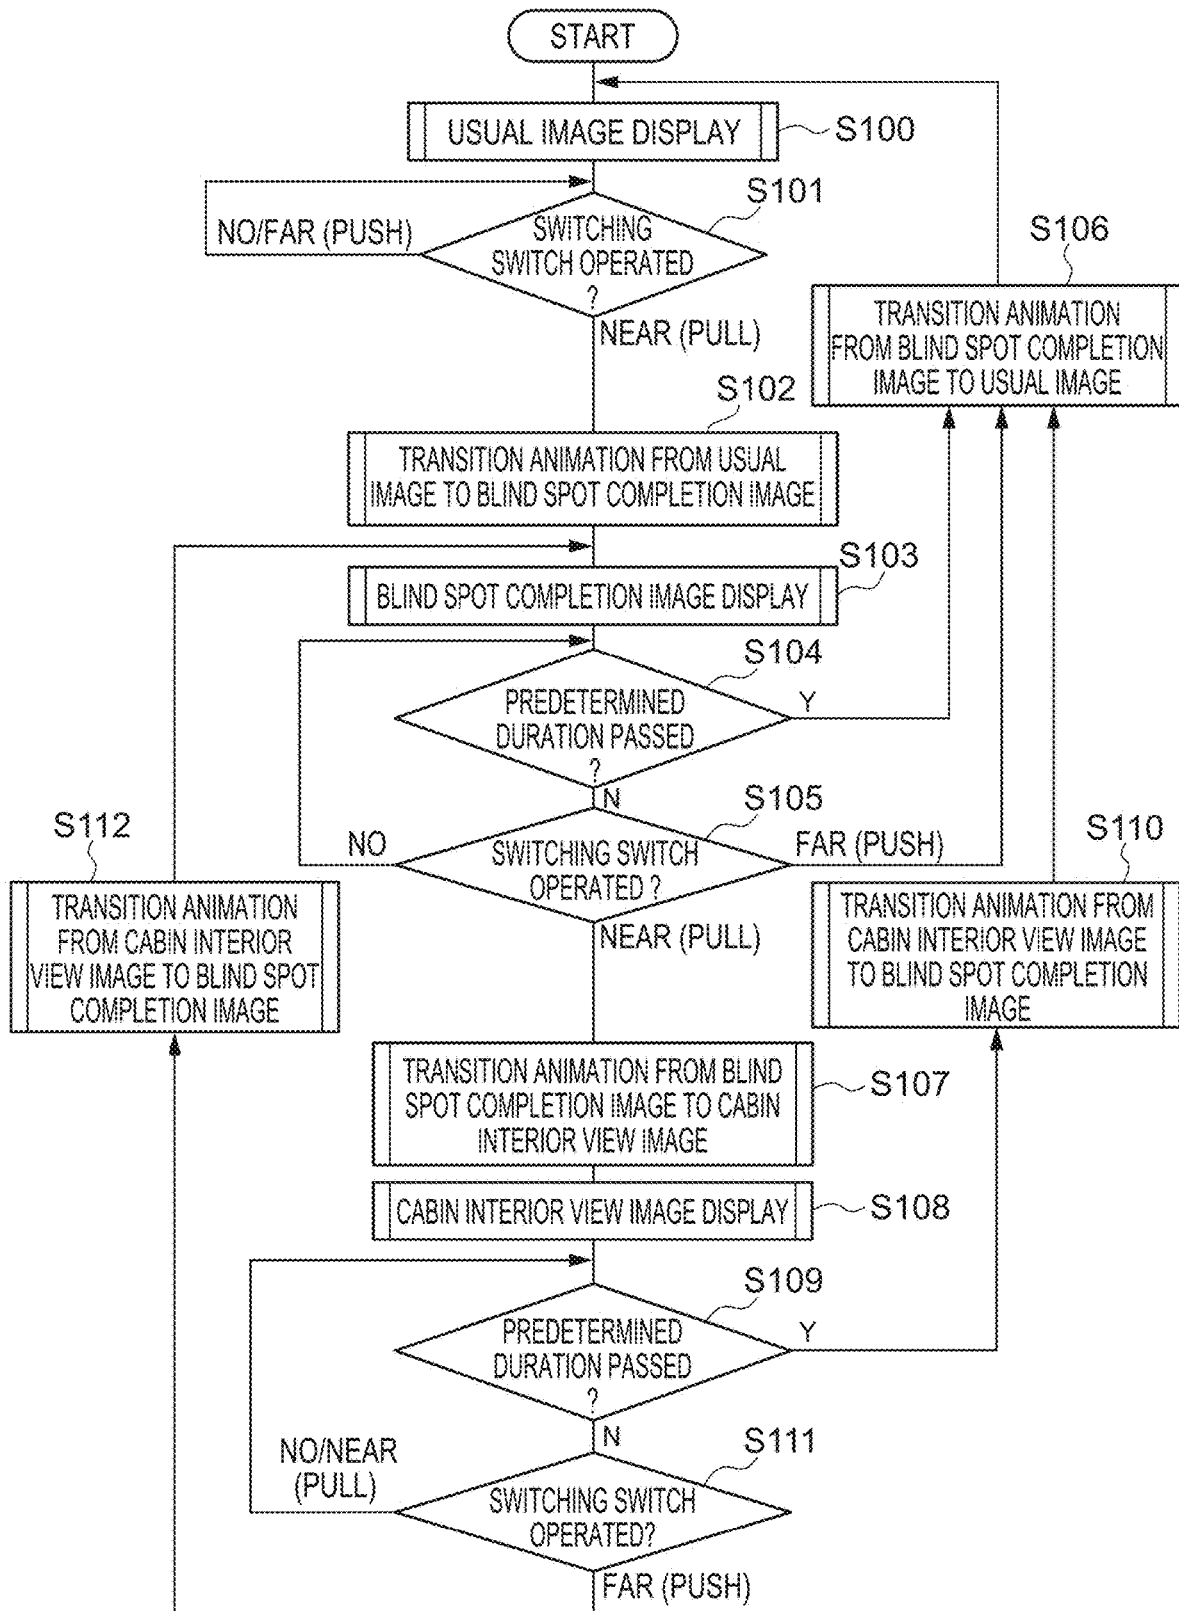 START
USUAL IMAGE DISPLAY
S100
S101
NO/FAR (PUSH)
SWITCHING
SWITCH OPERATED
?
NEAR (PULL)
S106
TRANSITION ANIMATION
FROM BLIND SPOT COMPLETION
IMAGE TO USUAL IMAGE
S102
TRANSITION ANIMATION FROM USUAL
IMAGE TO BLIND SPOT COMPLETION IMAGE
S103
BLIND SPOT COMPLETION IMAGE DISPLAY
S104
PREDETERMINED
DURATION PASSED
?
Y
N
S105
NO
SWITCHING SWITCH
OPERATED ?
FAR (PUSH)
NEAR (PULL)
S112
TRANSITION ANIMATION
FROM CABIN INTERIOR
VIEW IMAGE TO BLIND SPOT
COMPLETION IMAGE
S110
TRANSITION ANIMATION FROM
CABIN INTERIOR VIEW IMAGE
TO BLIND SPOT COMPLETION
IMAGE
TRANSITION ANIMATION FROM BLIND
SPOT COMPLETION IMAGE TO CABIN
INTERIOR VIEW IMAGE
S107
CABIN INTERIOR VIEW IMAGE DISPLAY
S108
S109
PREDETERMINED
DURATION PASSED
?
Y
N
S111
NO/NEAR
(PULL)
SWITCHING SWITCH
OPERATED?
FAR (PUSH)